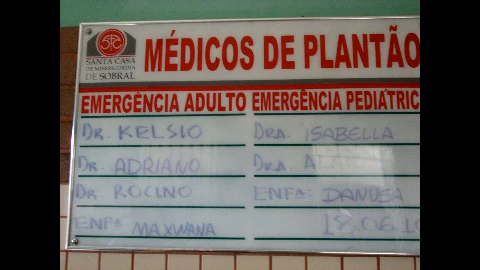 SANTA CASA
DE MISERICÓRDIA
DE SOBRAL
MÉDICOS DE PLANTÃO
EMERGÊNCIA ADULTO
DR. KELSIO
DR. ADRIANO
DR. ROCINO
ENFª MAXWANA
EMERGÊNCIA PEDIÁTRIC
DRA. ISABELLA
DRA.
ENFª DANUSA
18.06.10